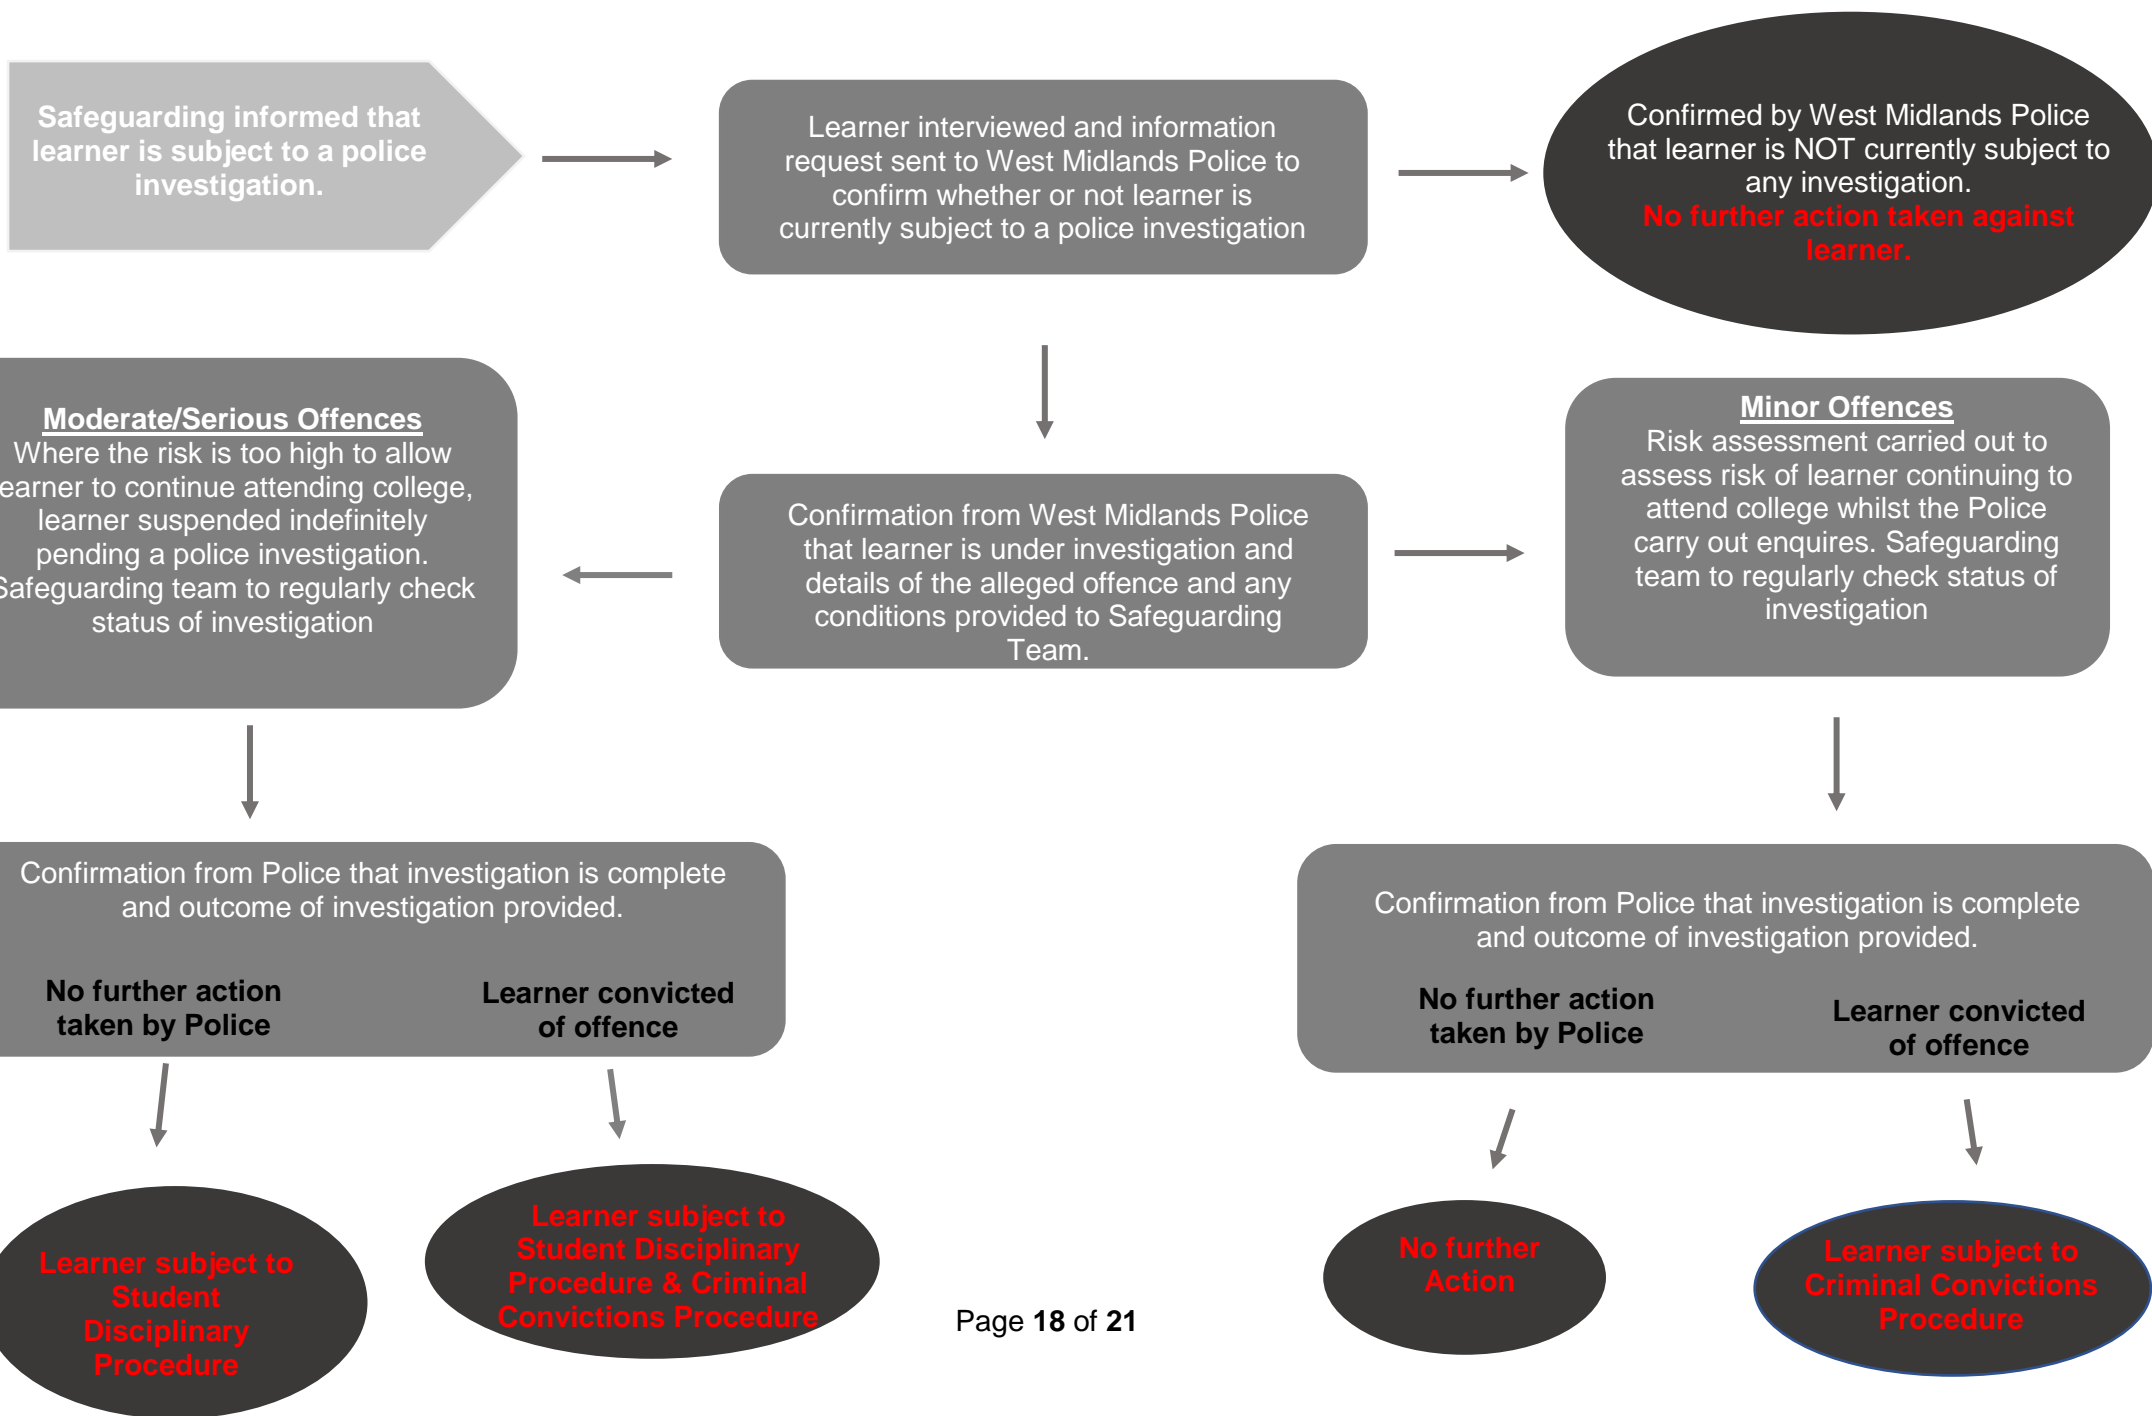 Safeguarding informed that
learner is subject to a police
investigation.
Learner interviewed and information
request sent to West Midlands Police to
confirm whether or not learner is
currently subject to a police investigation
Confirmed by West Midlands Police
that learner is NOT currently subject to
any investigation.
No further action taken against
learner.
Moderate/Serious Offences
Where the risk is too high to allow
earner to continue attending college,
learner suspended indefinitely
pending a police investigation.
Safeguarding team to regularly check
status of investigation
Confirmation from West Midlands Police
that learner is under investigation and
details of the alleged offence and any
conditions provided to Safeguarding
Team.
Minor Offences
Risk assessment carried out to
assess risk of learner continuing to
attend college whilst the Police
carry out enquires. Safeguarding
team to regularly check status of
investigation
Confirmation from Police that investigation is complete
and outcome of investigation provided.
No further action
taken by Police
Learner convicted
of offence
Confirmation from Police that investigation is complete
and outcome of investigation provided.
No further action
taken by Police
Learner convicted
of offence
Learner subject to
Student
Disciplinary
Procedure
Learner subject to
Student Disciplinary
Procedure & Criminal
Convictions Procedure
No further
Action
Learner subject to
Criminal Convictions
Procedure
Page 18 of 21